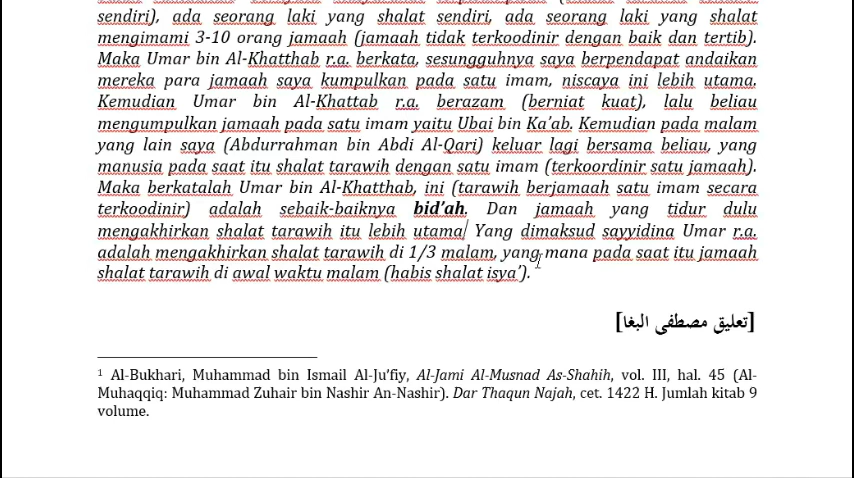 sendiri), ada seorang laki yang shalat sendiri, ada seorang laki yang shalat
mengimami 3-10 orang jamaah (jamaah tidak terkoodinir dengan baik dan tertib).
Maka Umar bin Al-Khatthab r.a. berkata, sesungguhnya saya berpendapat andaikan
mereka para jamaah saya kumpulkan pada satu imam, niscaya ini lebih utama.
Kemudian Umar bin Al-Khattab r.a. berazam (berniat kuat), lalu beliau
mengumpulkan jamaah pada satu imam yaitu Ubai bin Ka’ab. Kemudian pada malam
yang lain saya (Abdurrahman bin Abdi Al-Qari) keluar lagi bersama beliau, yang
manusia pada saat itu shalat tarawih dengan satu imam (terkoordinir satu jamaah).
Maka berkatalah Umar bin Al-Khatthab, ini (tarawih berjamaah satu imam secara
terkoodinir) adalah sebaik-baiknya bid’ah. Dan jamaah yang tidur dulu
mengakhirkan shalat tarawih itu lebih utama/ Yang dimaksud sayyidina Umar r.a.
adalah mengakhirkan shalat tarawih di 1/3 malam, yang mana pada saat itu jamaah
shalat tarawih di awal waktu malam (habis shalat isya’).
[تعليق مصطفى البغا]
1 Al-Bukhari, Muhammad bin Ismail Al-Ju’fiy, Al-Jami Al-Musnad As-Shahih, vol. III, hal. 45 (Al-
Muhaqqiq: Muhammad Zuhair bin Nashir An-Nashir). Dar Thaqun Najah, cet. 1422 H. Jumlah kitab 9
volume.